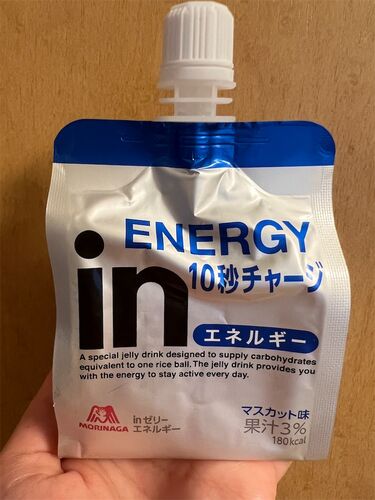 ENERGY
in
10秒チャージ
エネルギー
A special jelly drink designed to supply carbohydrates
equivalent to one rice ball. The jelly drink provides you
with the energy to stay active every day.
MORINAGA
inゼリー
エネルギー
マスカット味
果汁3%
180kcal